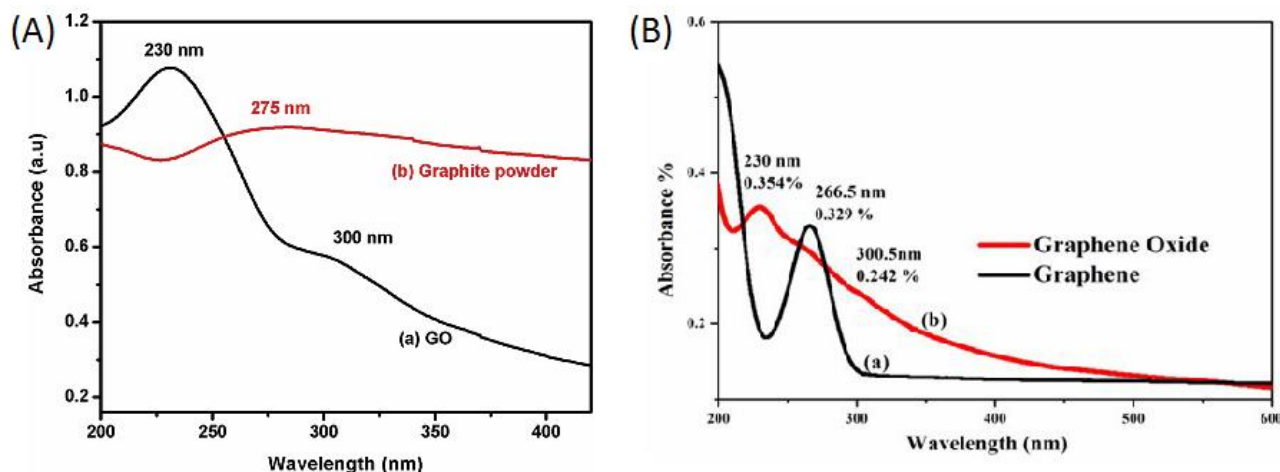 (A)
1.2
1.0
0.8
0.6
0.4
0.2
Absorbance (a.u)
230 nm
275 nm
(b) Graphite powder
300 nm
(a) GO
200
250
300
350
400
Wavelength (nm)
(B)
0.6
0.4
0.2
Absorbance %
230 nm
0.354%
266.5 nm
0.329 %
300.5nm
0.242 %
Graphene Oxide
Graphene
(b)
(a)
200
300
400
500
600
Wavelength (nm)